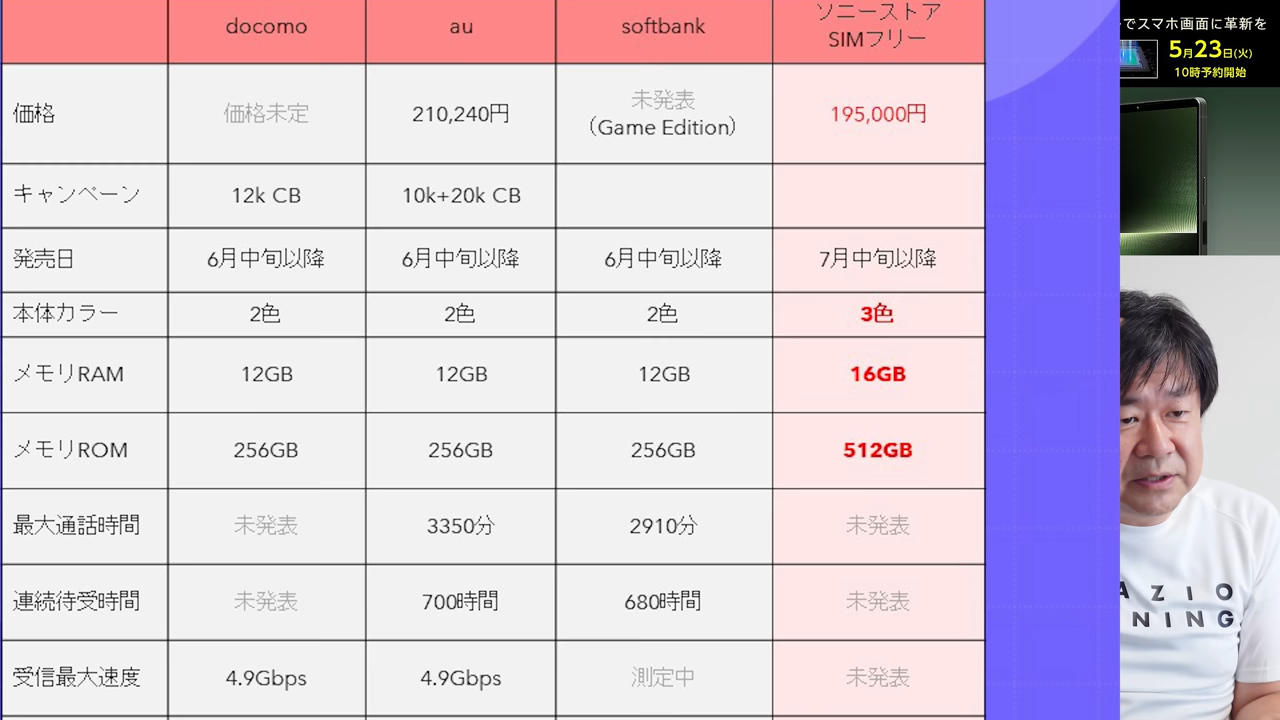 docomo
au
softbank
ソニーストア
SIMフリー
価格
価格未定
210,240円
未発表
（Game Edition）
195,000円
キャンペーン
12k CB
10k+20k CB
発売日
6月中旬以降
6月中旬以降
6月中旬以降
7月中旬以降
本体カラー
2色
2色
2色
3色
メモリRAM
12GB
12GB
12GB
16GB
メモリROM
256GB
256GB
256GB
512GB
最大通話時間
未発表
3350分
2910分
未発表
連続待受時間
未発表
700時間
680時間
未発表
受信最大速度
4.9Gbps
4.9Gbps
測定中
未発表
でスマホ画面に革新を
5月23日(火)
10時予約開始
AZIO
NING